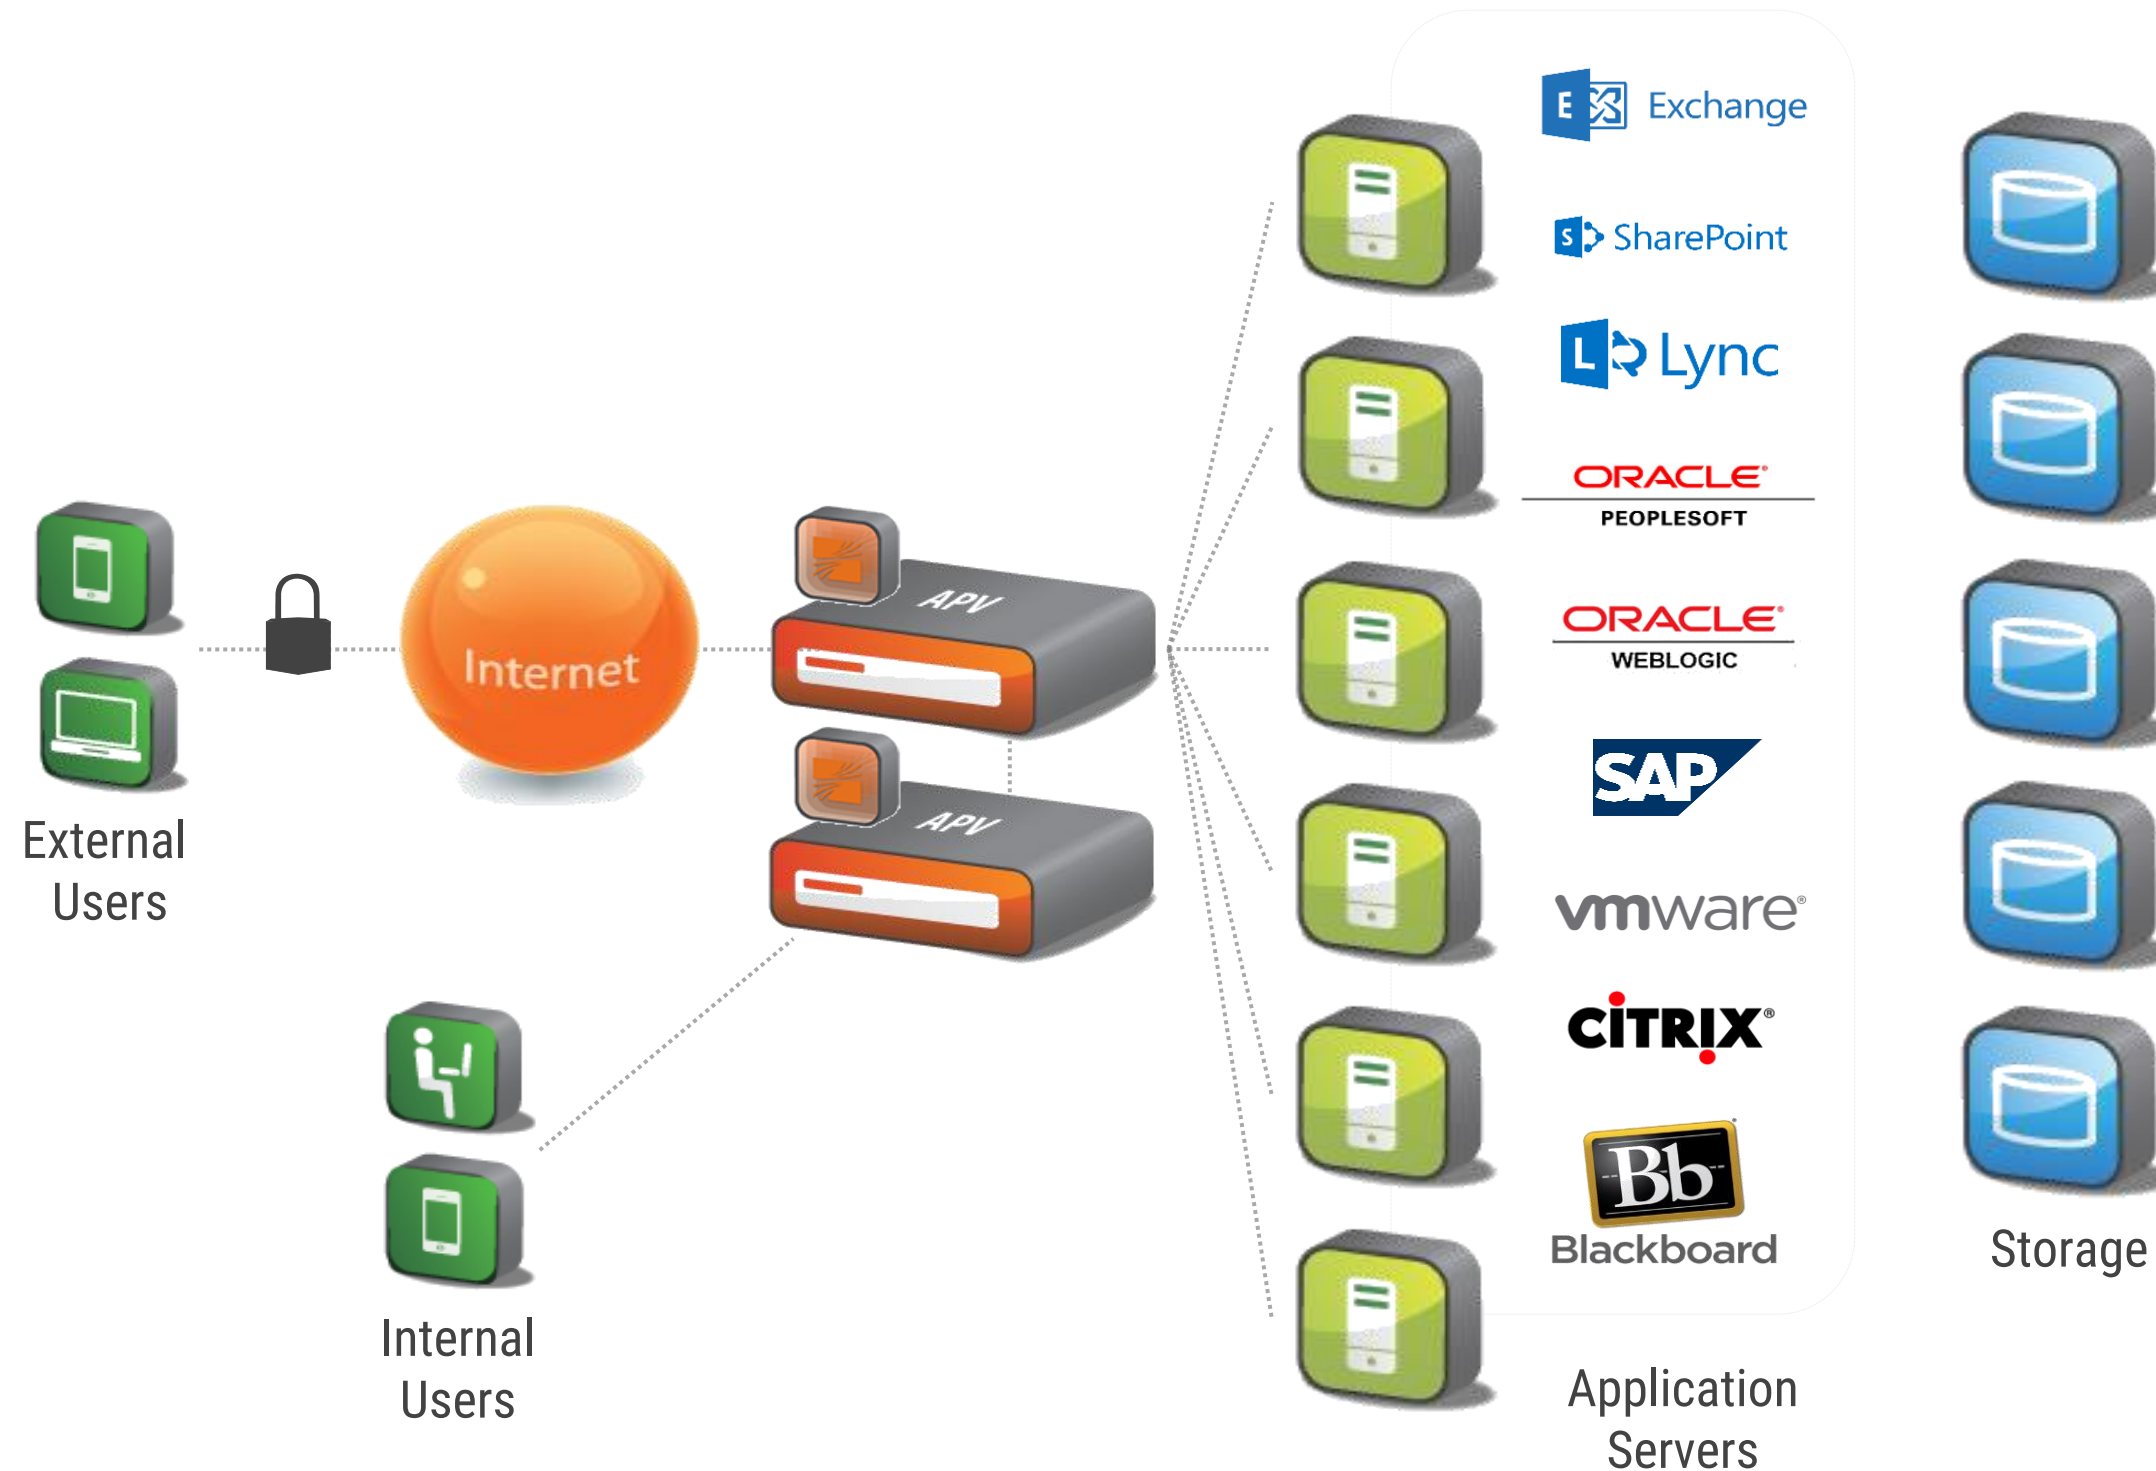 E Exchange
S SharePoint
L Lync
ORACLE®
PEOPLESOFT
ORACLE®
WEBLOGIC
SAP
vmware®
CITRIX®
Bb
Blackboard
Internet
APV
APV
External
Users
Internal
Users
Application
Servers
Storage